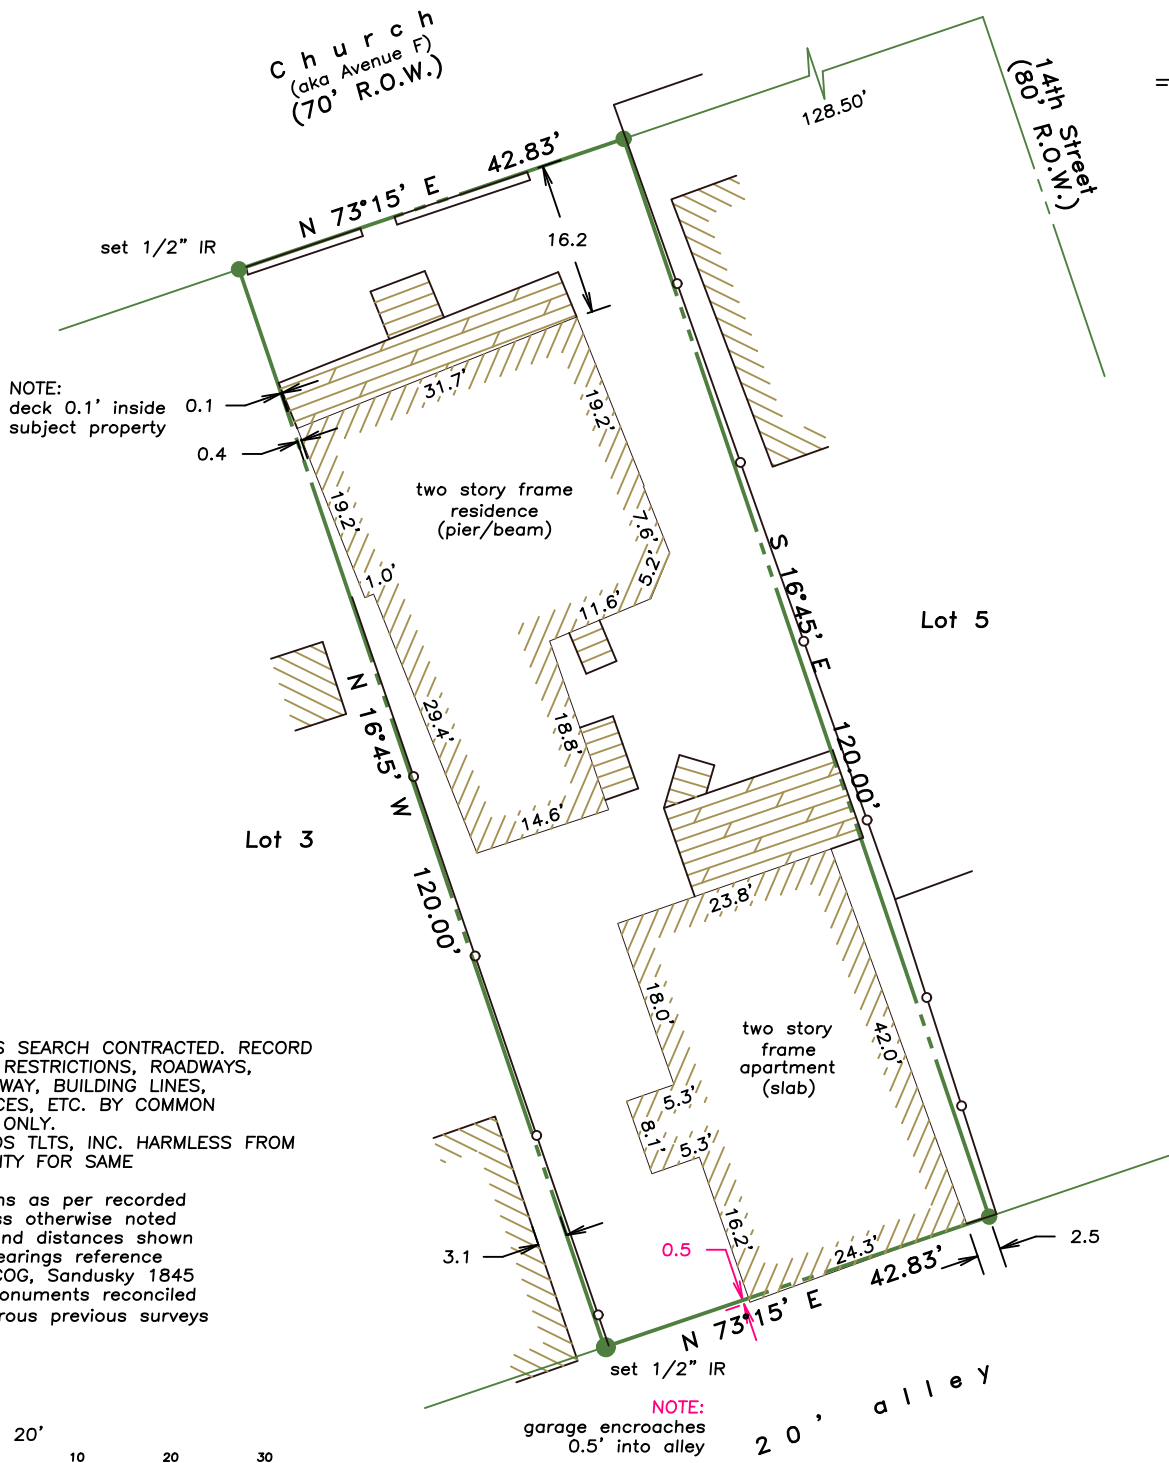 Church
(aka Avenue F)
(70' R.O.W.)
14th Street
(80' R.O.W.)
128.50'
N 73°15' E 42.83'
set 1/2" IR
16.2
NOTE:
deck 0.1' inside
subject property
0.1
0.4
31.7'
19.2'
two story frame
residence
(pier/beam)
19.2'
7.6'
5.2'
1.0'
11.6'
S 16°45' E
120.00'
Lot 5
N 16°45' W
120.00'
29.4'
18.8'
14.6'
Lot 3
23.8'
18.0'
two story
frame
apartment
(slab)
42.0'
5.3'
8.1'
5.3'
16.2'
24.3'
S SEARCH CONTRACTED. RECORD
RESTRICTIONS, ROADWAYS,
WAY, BUILDING LINES,
CES, ETC. BY COMMON
ONLY.
OS TLTS, INC. HARMLESS FROM
ITY FOR SAME
ns as per recorded
ss otherwise noted
and distances shown
earings reference
COG, Sandusky 1845
onuments reconciled
rous previous surveys
3.1
0.5
2.5
N 73°15' E 42.83'
set 1/2" IR
NOTE:
garage encroaches
0.5' into alley
20' alley
20'
10 20 30